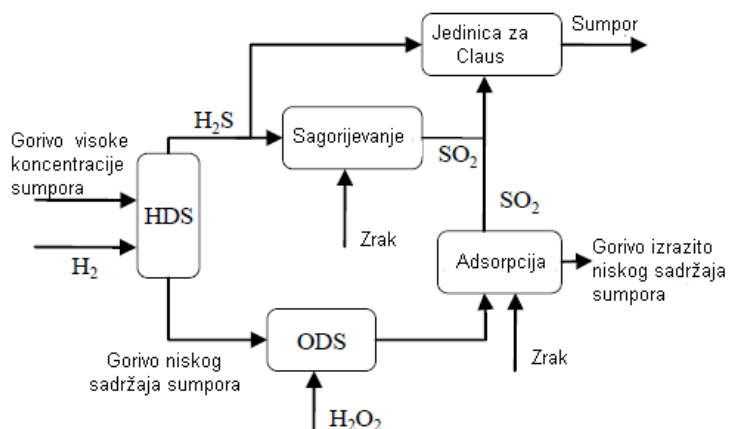 Jedinica za
Claus
Sumpor
H₂S
Sagorijevanje
SO₂
Gorivo visoke
koncentracije
sumpora
HDS
H₂
Zrak
SO₂
Adsorpcija
Gorivo izrazito
niskog sadržaja
sumpora
Gorivo niskog
sadržaja sumpora
ODS
Zrak
H₂O₂